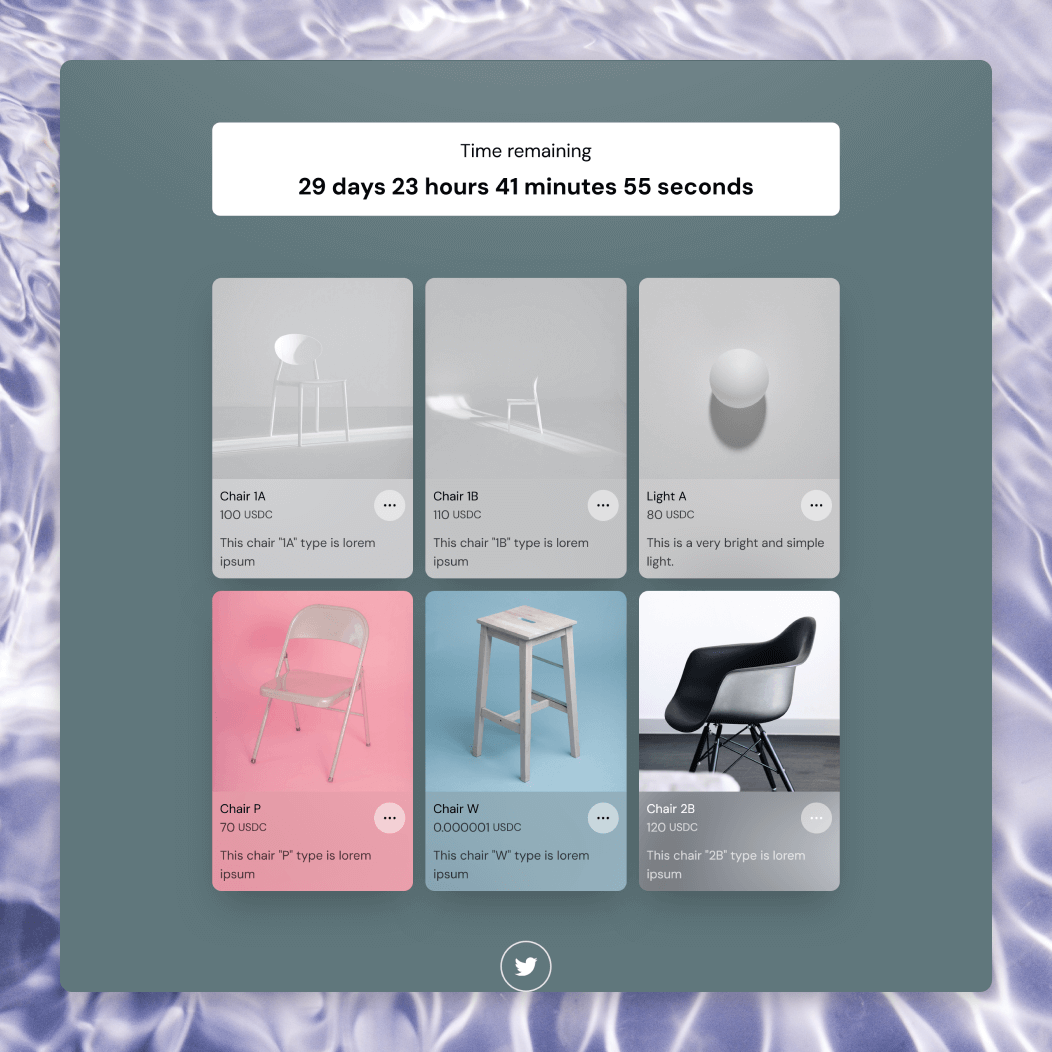 Time remaining
29 days 23 hours 41 minutes 55 seconds
Chair 1A
100 USDC
This chair "1A" type is lorem
ipsum
Chair 1B
110 USDC
This chair "1B" type is lorem
ipsum
Light A
80 USDC
This is a very bright and simple
light.
Chair P
70 USDC
This chair "P" type is lorem
ipsum
Chair W
0.000001 USDC
This chair "W" type is lorem
ipsum
Chair 2B
120 USDC
This chair "2B" type is lorem
ipsum